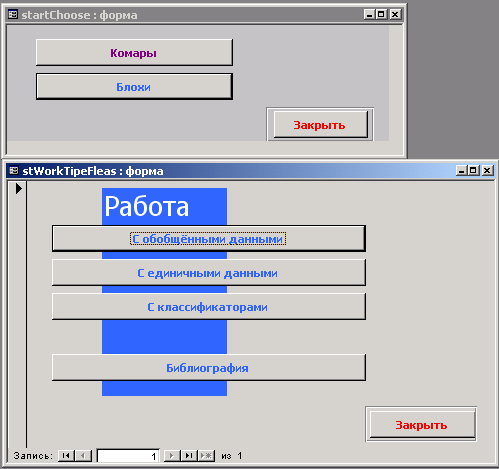 startChoose : форма
Комары
Блохи
Закрыть
stWorkTipeFleas : форма
Работа
С обобщёнными данными
С единичными данными
С классификаторами
Библиография
Закрыть
Запись: 1 из 1